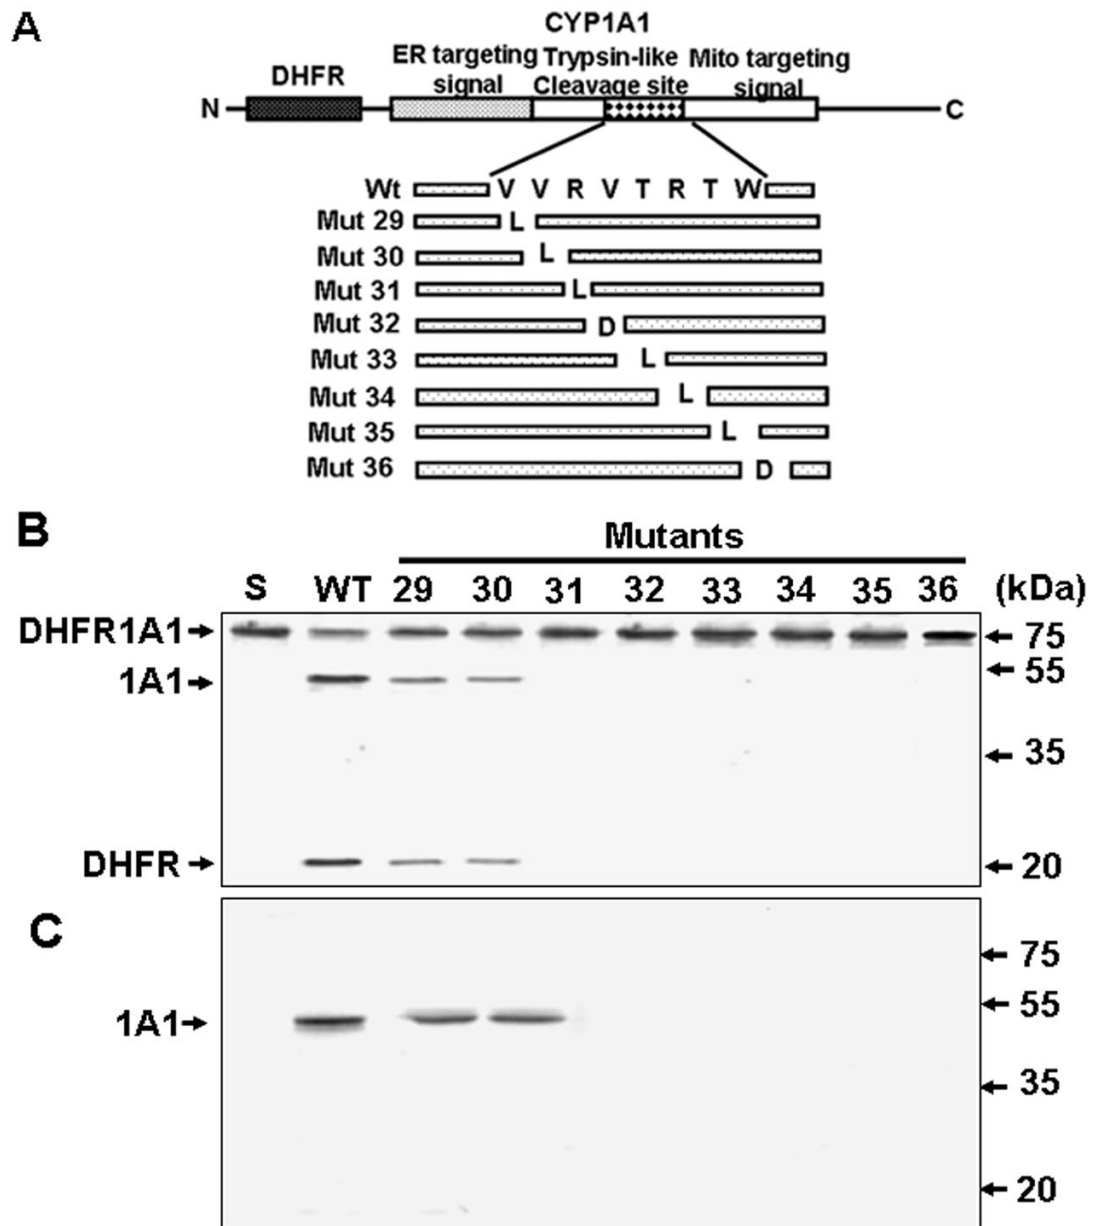 A
CYP1A1
ER targeting Trypsin-like Mito targeting
DHFR signal Cleavage site signal
N C
Wt V V R V T R T W
Mut 29 L
Mut 30 L
Mut 31 L
Mut 32 D
Mut 33 L
Mut 34 L
Mut 35 L
Mut 36 D
B
Mutants
S WT 29 30 31 32 33 34 35 36 (kDa)
DHFR1A1 75
55
1A1
35
DHFR 20
C
75
55
1A1
35
20